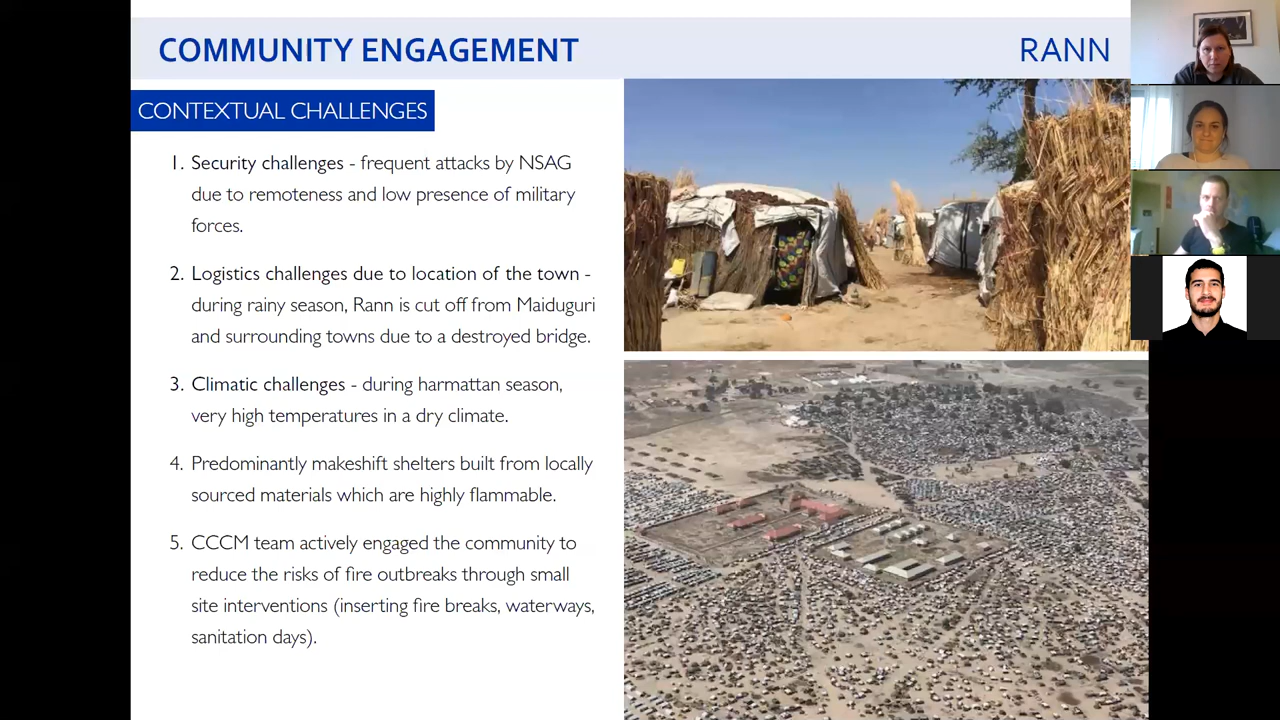 COMMUNITY ENGAGEMENT
RANN
CONTEXTUAL CHALLENGES
1. Security challenges - frequent attacks by NSAG
due to remoteness and low presence of military
forces.
2. Logistics challenges due to location of the town -
during rainy season, Rann is cut off from Maiduguri
and surrounding towns due to a destroyed bridge.
3. Climatic challenges - during harmattan season,
very high temperatures in a dry climate.
4. Predominantly makeshift shelters built from locally
sourced materials which are highly flammable.
5. CCCM team actively engaged the community to
reduce the risks of fire outbreaks through small
site interventions (inserting fire breaks, waterways,
sanitation days).